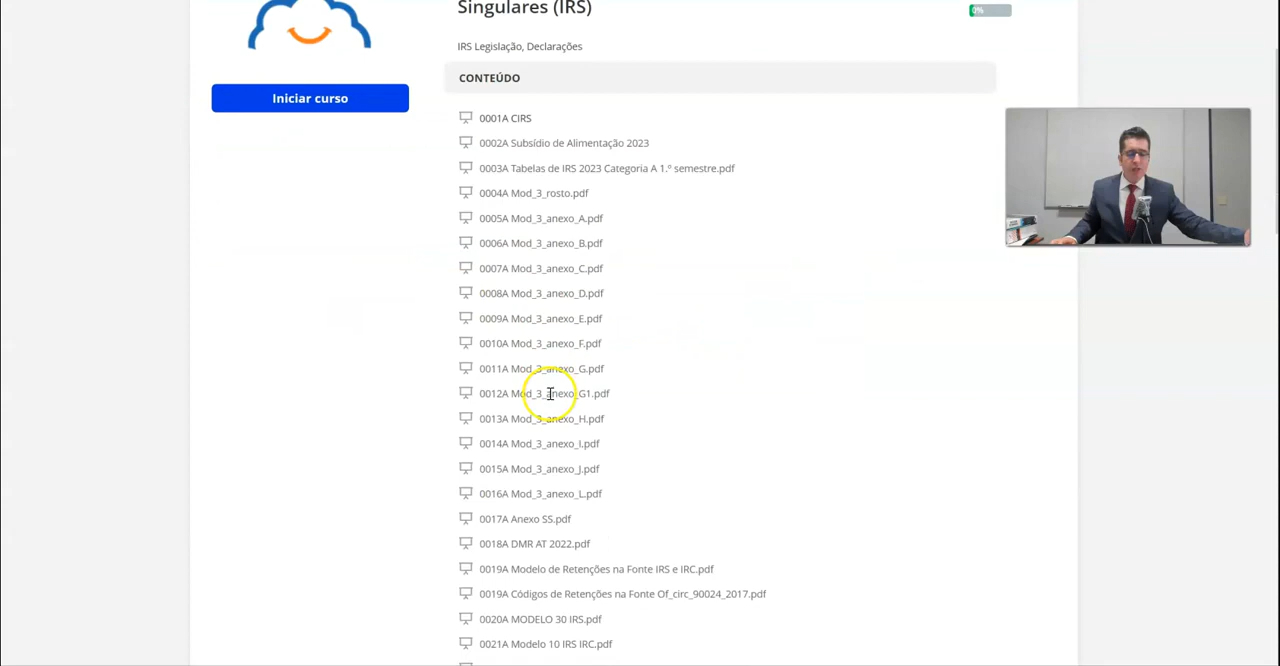 Singulares (IRS)
0%
IRS Legislação, Declarações
Iniciar curso
CONTEÚDO
0001A CIRS
0002A Subsídio de Alimentação 2023
0003A Tabelas de IRS 2023 Categoria A 1.º semestre.pdf
0004A Mod_3_rosto.pdf
0005A Mod_3_anexo_A.pdf
0006A Mod_3_anexo_B.pdf
0007A Mod_3_anexo_C.pdf
0008A Mod_3_anexo_D.pdf
0009A Mod_3_anexo_E.pdf
0010A Mod_3_anexo_F.pdf
0011A Mod_3_anexo_G.pdf
0012A Mod_3_anexo_G1.pdf
0013A Mod_3_anexo_H.pdf
0014A Mod_3_anexo_I.pdf
0015A Mod_3_anexo_J.pdf
0016A Mod_3_anexo_L.pdf
0017A Anexo SS.pdf
0018A DMR AT 2022.pdf
0019A Modelo de Retenções na Fonte IRS e IRC.pdf
0019A Códigos de Retenções na Fonte Of_circ_90024_2017.pdf
0020A MODELO 30 IRS.pdf
0021A Modelo 10 IRS IRC.pdf